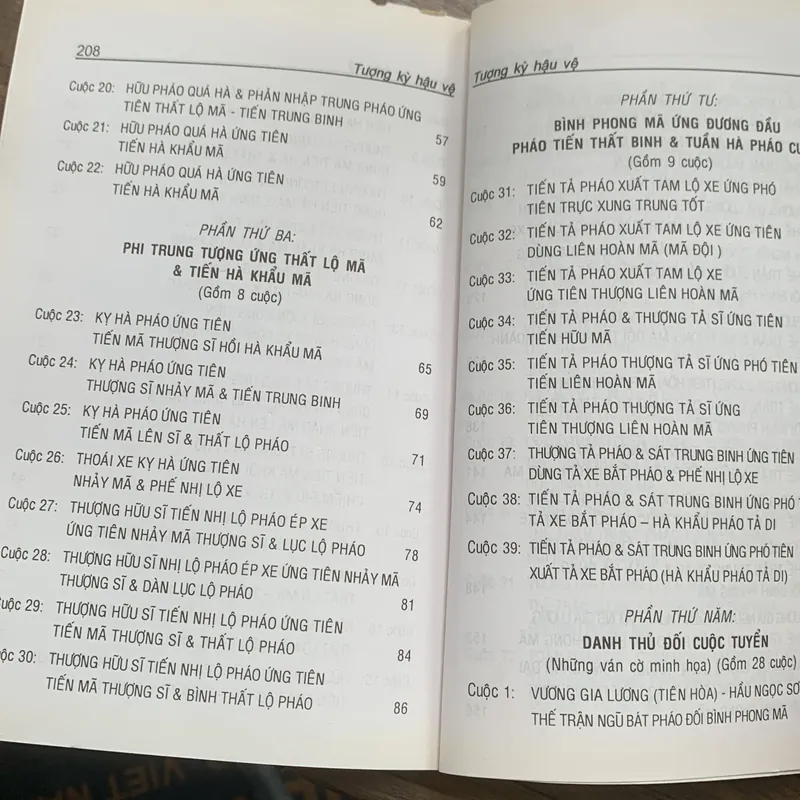 208
Tượng kỳ hậu vệ
Cuộc 20: HỮU PHÁO QUÁ HÀ & PHẢN NHẬP TRUNG PHÁO ỨNG
TIÊN THẤT LỘ MÃ - TIẾN TRUNG BINH
Cuộc 21: HỮU PHÁO QUÁ HÀ ỨNG TIÊN 57
TIẾN HÀ KHẨU MÃ
Cuộc 22: HỮU PHÁO QUÁ HÀ ỨNG TIÊN 59
TIẾN HÀ KHẨU MÃ
62
PHẦN THỨ BA:
PHI TRUNG TƯỢNG ỨNG THẤT LỘ MÃ
& TIẾN HÀ KHẨU MÃ
(Gồm 8 cuộc)
Cuộc 23: KỴ HÀ PHÁO ỨNG TIÊN
TIẾN MÃ THƯỢNG SĨ HỒI HÀ KHẨU MÃ 65
Cuộc 24: KỴ HÀ PHÁO ỨNG TIÊN
THƯỢNG SĨ NHẢY MÃ & TIẾN TRUNG BINH 69
Cuộc 25: KỴ HÀ PHÁO ỨNG TIÊN
TIẾN MÃ LÊN SĨ & THẤT LỘ PHÁO 71
Cuộc 26: THOÁI XE KỴ HÀ ỨNG TIÊN
NHẢY MÃ & PHẾ NHỊ LỘ XE 74
Cuộc 27: THƯỢNG HỮU SĨ TIẾN NHỊ LỘ PHÁO ÉP XE
ỨNG TIÊN NHẢY MÃ THƯỢNG SĨ & LỤC LỘ PHÁO 78
Cuộc 28: THƯỢNG HỮU SĨ NHỊ LỘ PHÁO ÉP XE ỨNG TIÊN NHẢY MÃ
THƯỢNG SĨ & DÀN LỤC LỘ PHÁO 81
Cuộc 29: THƯỢNG HỮU SĨ TIẾN NHỊ LỘ PHÁO ỨNG TIÊN
TIẾN MÃ THƯỢNG SĨ & THẤT LỘ PHÁO 84
Cuộc 30: THƯỢNG HỮU SĨ TIẾN NHỊ LỘ PHÁO ỨNG TIÊN
TIẾN MÃ THƯỢNG SĨ & BÌNH THẤT LỘ PHÁO 86
Tượng kỳ hậu vệ
PHẦN THỨ TƯ:
BÌNH PHONG MÃ ỨNG ĐƯƠNG ĐẦU
PHÁO TIẾN THẤT BINH & TUẦN HÀ PHÁO
(Gồm 9 cuộc)
Cuộc 31: TIẾN TẢ PHÁO XUẤT TAM LỘ XE ỨNG PHÓ
TIÊN TRỰC XUNG TRUNG TỐT
Cuộc 32: TIẾN TẢ PHÁO XUẤT TAM LỘ XE ỨNG TIÊN
DÙNG LIÊN HOÀN MÃ (MÃ ĐỘI )
Cuộc 33: TIẾN TẢ PHÁO XUẤT TAM LỘ XE
ỨNG TIÊN THƯỢNG LIÊN HOÀN MÃ
Cuộc 34: TIẾN TẢ PHÁO & THƯỢNG TẢ SĨ ỨNG TIÊN
TIẾN HỮU MÃ
Cuộc 35: TIẾN TẢ PHÁO THƯỢNG TẢ SĨ ỨNG PHÓ TIÊN
TIẾN LIÊN HOÀN MÃ
Cuộc 36: TIẾN TẢ PHÁO THƯỢNG TẢ SĨ ỨNG
TIÊN THƯỢNG LIÊN HOÀN MÃ
Cuộc 37: THƯỢNG TẢ PHÁO & SÁT TRUNG BINH ỨNG TIÊN
DÙNG TẢ XE BẮT PHÁO & PHẾ NHỊ LỘ XE
Cuộc 38: TIẾN TẢ PHÁO & SÁT TRUNG BINH ỨNG PHÓ
TẢ XE BẮT PHÁO – HÀ KHẨU PHÁO TẢ DI
Cuộc 39: TIẾN TẢ PHÁO & SÁT TRUNG BINH ỨNG PHÓ TIÊN
XUẤT TẢ XE BẮT PHÁO (HÀ KHẨU PHÁO TẢ DI)
PHẦN THỨ NĂM:
DANH THỦ ĐỐI CUỘC TUYỂN
(Những ván cờ minh họa) (Gồm 28 cuộc)
Cuộc 1: VƯƠNG GIA LƯƠNG (TIÊN HÒA) - HẦU NGỌC
THẾ TRẬN NGŨ BÁT PHÁO ĐỐI BÌNH PHONG MÃ